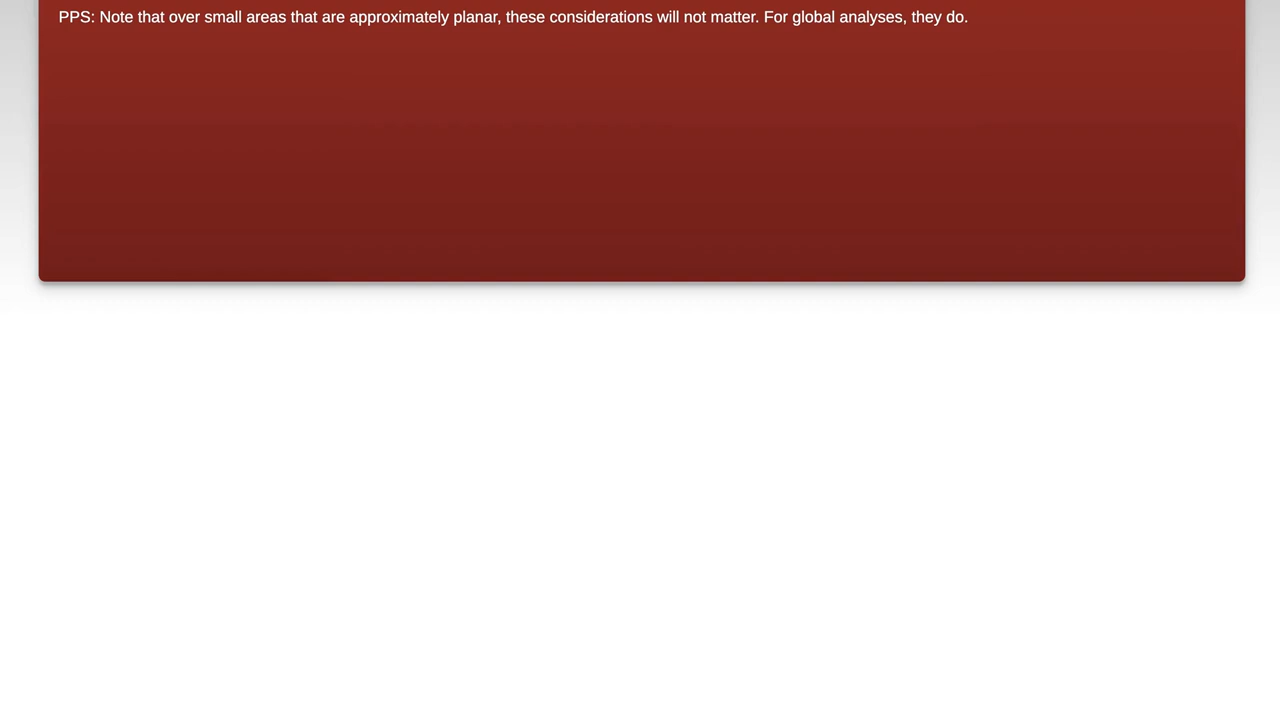 PPS: Note that over small areas that are approximately planar, these considerations will not matter. For global analyses, they do.